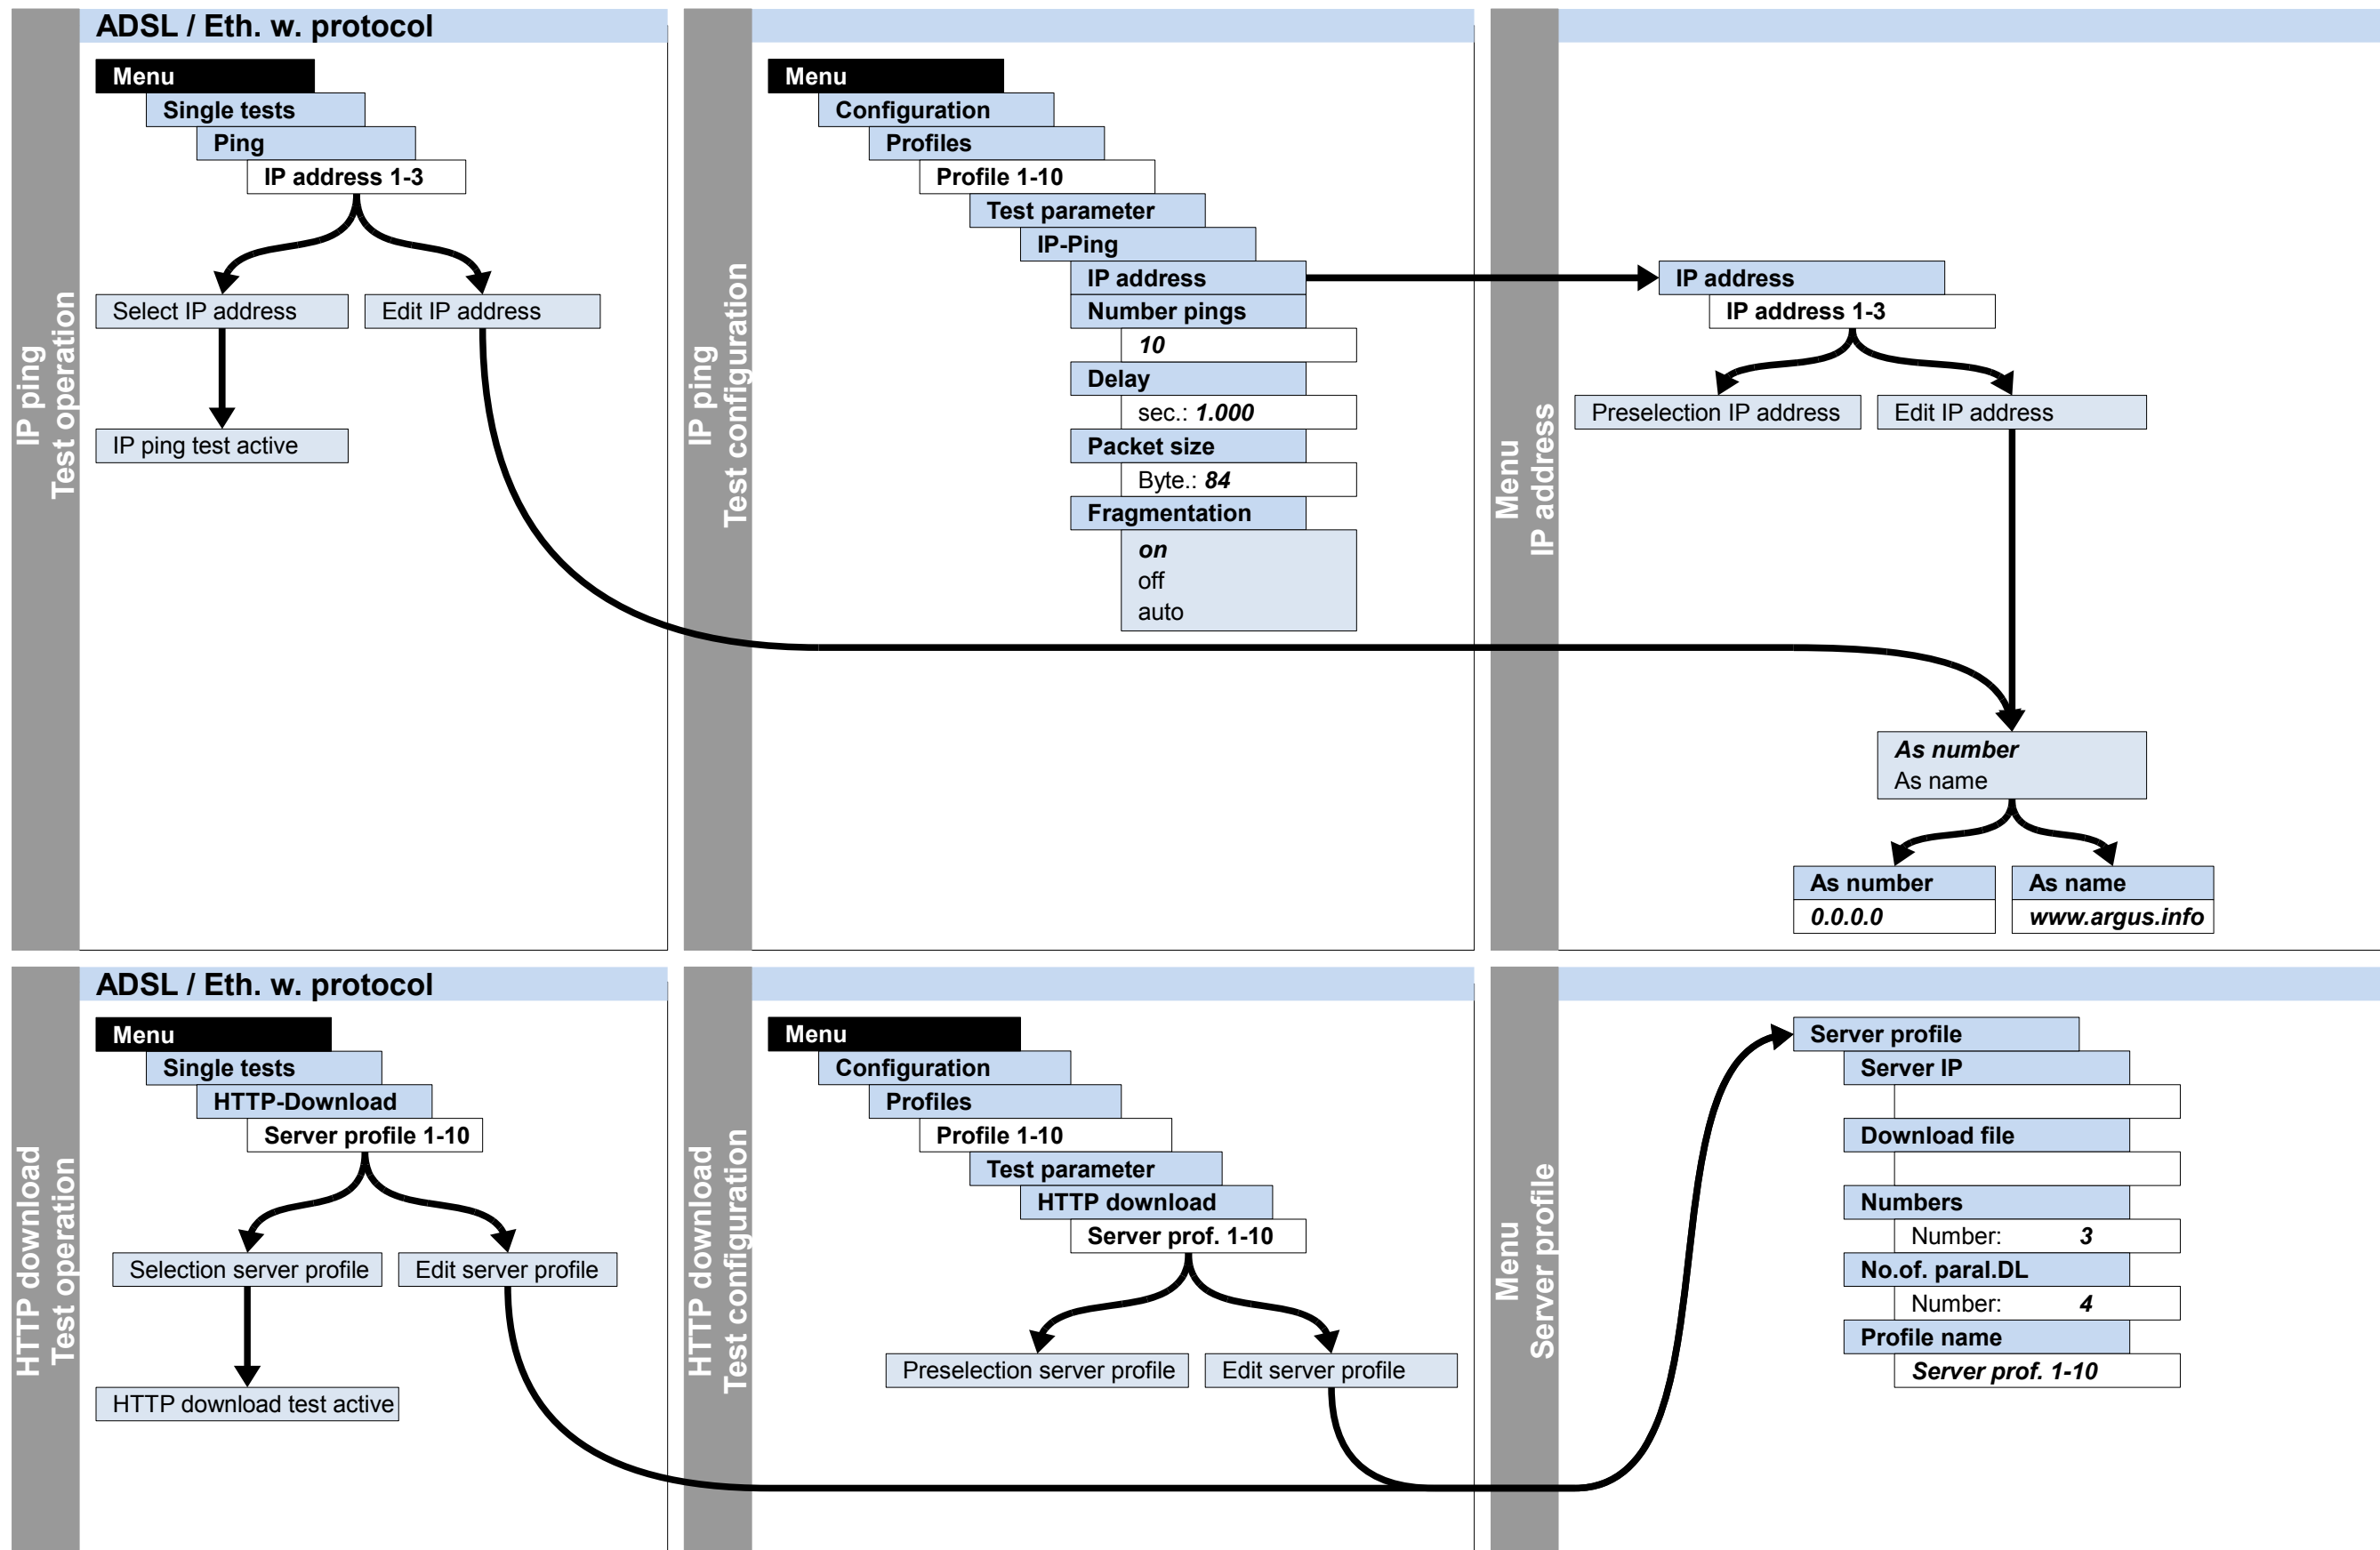 ADSL / Eth. w. protocol
IP ping
Test operation
Menu
Single tests
Ping
IP address 1-3
Select IP address
Edit IP address
IP ping test active
IP ping
Test configuration
Menu
Configuration
Profiles
Profile 1-10
Test parameter
IP-Ping
IP address
Number pings
10
Delay
sec.: 1.000
Packet size
Byte.: 84
Fragmentation
on
off
auto
Menu
IP address
IP address
IP address 1-3
Preselection IP address
Edit IP address
As number
As name
As number
0.0.0.0
As name
www.argus.info
ADSL / Eth. w. protocol
HTTP download
Test operation
Menu
Single tests
HTTP-Download
Server profile 1-10
Selection server profile
Edit server profile
HTTP download test active
HTTP download
Test configuration
Menu
Configuration
Profiles
Profile 1-10
Test parameter
HTTP download
Server prof. 1-10
Preselection server profile
Edit server profile
Menu
Server profile
Server profile
Server IP
Download file
Numbers
Number: 3
No.of. paral.DL
Number: 4
Profile name
Server prof. 1-10